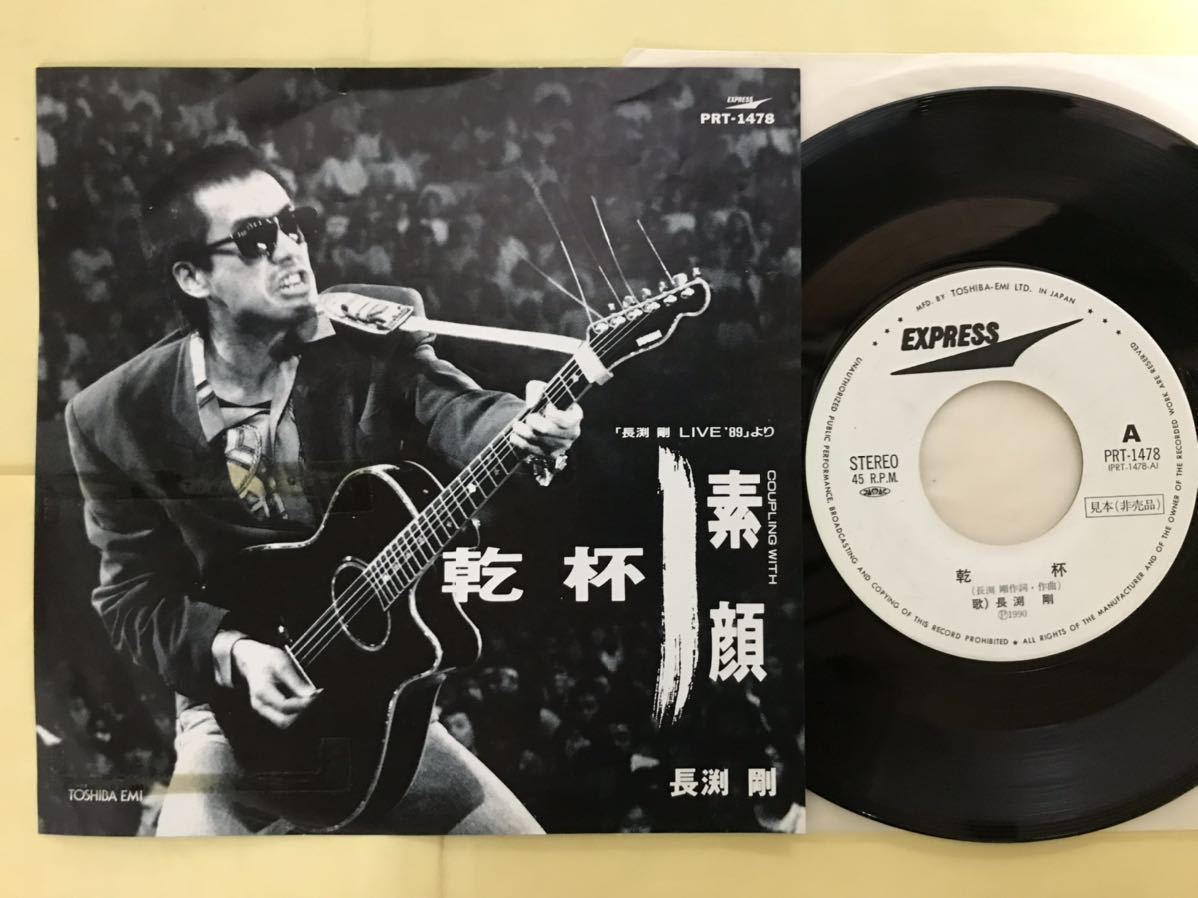 EXPRESS
PRT-1478
「長渕 剛 LIVE '89」より
乾杯
素顔
COUPLING WITH
長渕 剛
TOSHIBA EMI
MFD. BY TOSHIBA-EMI LTD. IN JAPAN
EXPRESS
A
PRT-1478
(PRT-1478-A)
STEREO
45 R.P.M.
見本(非売品)
乾 杯
(長渕 剛作詞・作曲)
歌) 長渕 剛
Ⓟ1990
UNAUTHORIZED PUBLIC PERFORMANCE, BROADCASTING AND COPYING OF THIS RECORD PROHIBITED ★ ALL RIGHTS OF THE MANUFACTURER AND OF THE OWNER OF THE RECORDED WORK ARE RESERVED